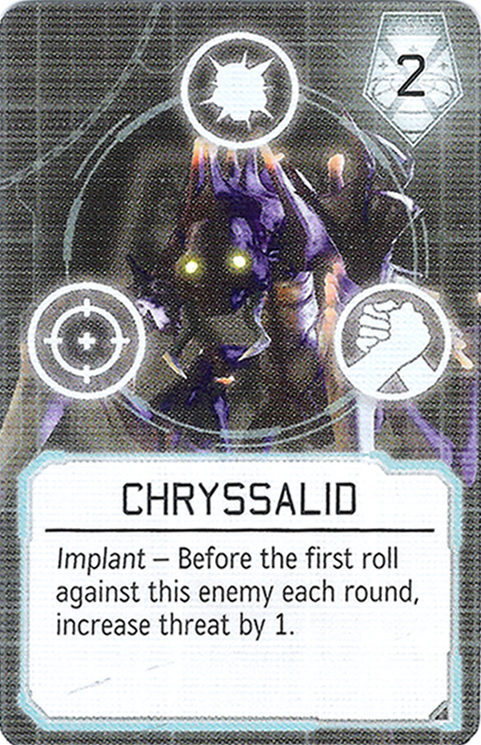 2
CHRYSSALID
Implant – Before the first roll
against this enemy each round,
increase threat by 1.